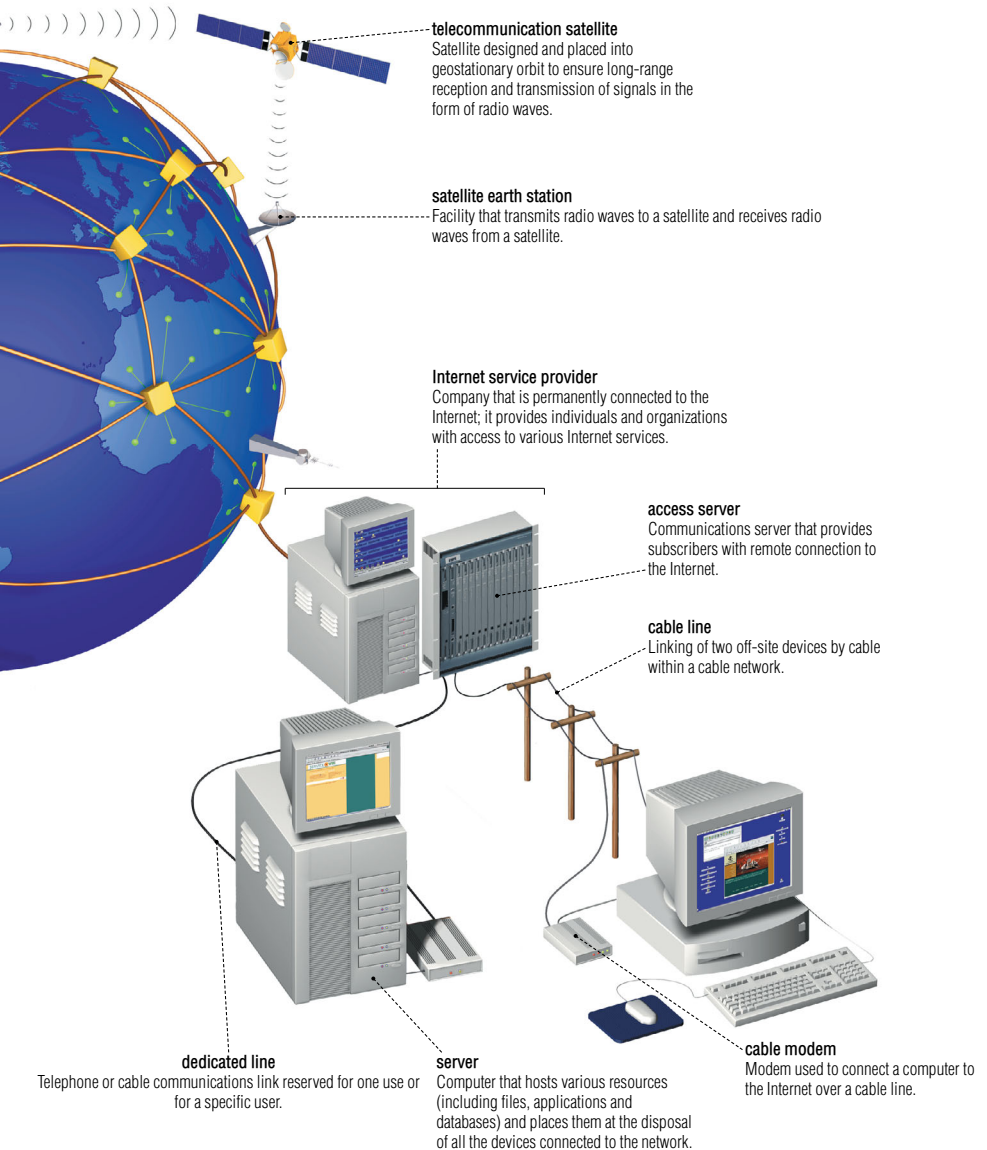 telecommunication satellite
Satellite designed and placed into
geostationary orbit to ensure long-range
reception and transmission of signals in the
form of radio waves.
satellite earth station
Facility that transmits radio waves to a satellite and receives radio
waves from a satellite.
Internet service provider
Company that is permanently connected to the
Internet; it provides individuals and organizations
with access to various Internet services.
access server
Communications server that provides
subscribers with remote connection to
the Internet.
cable line
Linking of two off-site devices by cable
within a cable network.
dedicated line
Telephone or cable communications link reserved for one use or
for a specific user.
server
Computer that hosts various resources
(including files, applications and
databases) and places them at the disposal
of all the devices connected to the network.
cable modem
Modem used to connect a computer to
the Internet over a cable line.